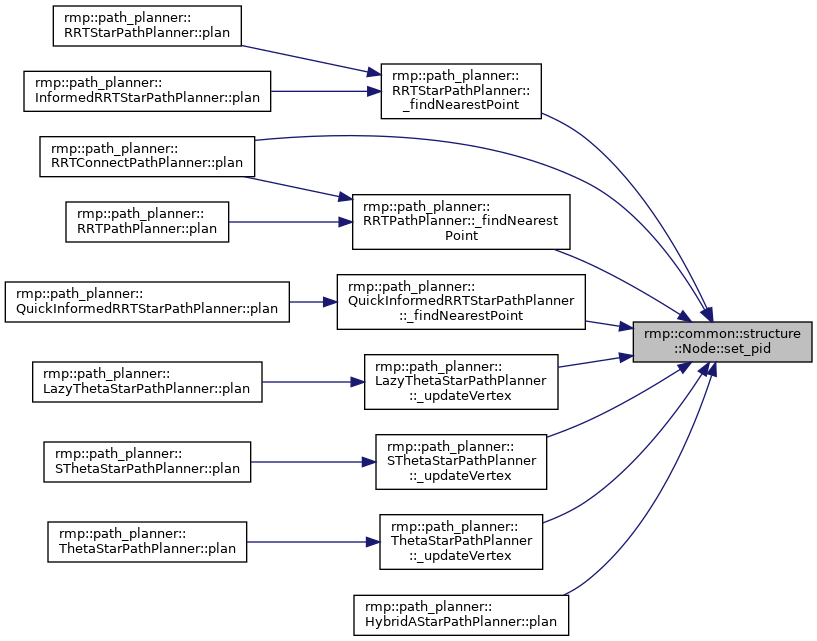 rmp::path_planner::
RRTStarPathPlanner::plan
rmp::path_planner::
InformedRRTStarPathPlanner::plan
rmp::path_planner::
RRTStarPathPlanner::
_findNearestPoint
rmp::path_planner::
RRTConnectPathPlanner::plan
rmp::path_planner::
RRTPathPlanner::plan
rmp::path_planner::
RRTPathPlanner::_findNearest
Point
rmp::path_planner::
QuickInformedRRTStarPathPlanner::plan
rmp::path_planner::
QuickInformedRRTStarPathPlanner
::_findNearestPoint
rmp::common::structure
::Node::set_pid
rmp::path_planner::
LazyThetaStarPathPlanner::plan
rmp::path_planner::
LazyThetaStarPathPlanner
::_updateVertex
rmp::path_planner::
SThetaStarPathPlanner::plan
rmp::path_planner::
SThetaStarPathPlanner
::_updateVertex
rmp::path_planner::
ThetaStarPathPlanner::plan
rmp::path_planner::
ThetaStarPathPlanner
::_updateVertex
rmp::path_planner::
HybridAStarPathPlanner::plan